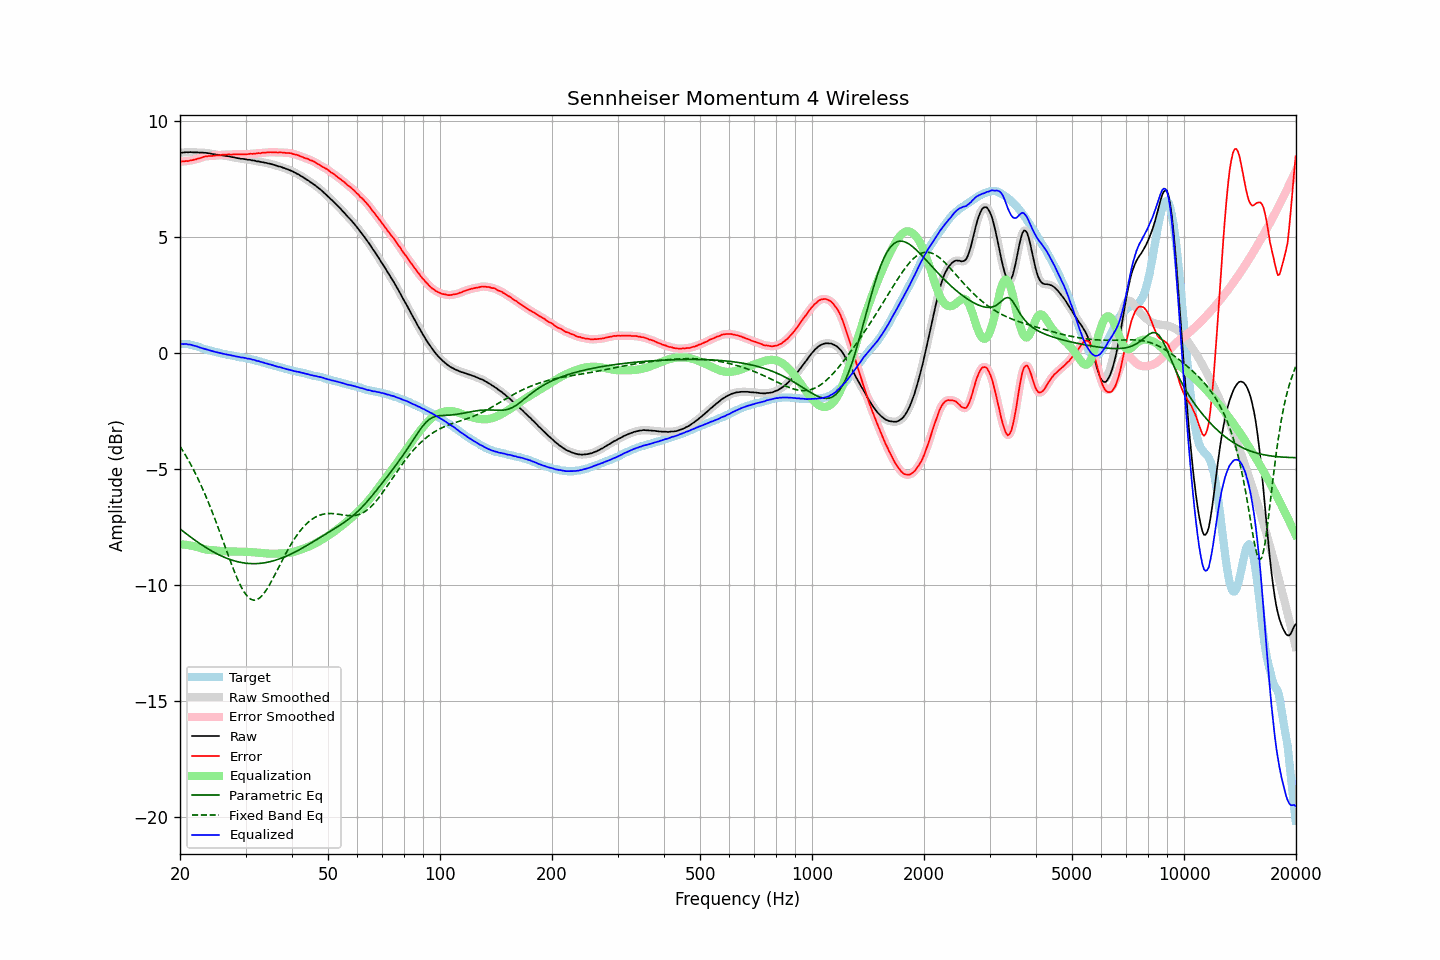 Sennheiser Momentum 4 Wireless
Amplitude (dBr)
10
5
0
−5
−10
−15
−20
Target
Raw Smoothed
Error Smoothed
Raw
Error
Equalization
Parametric Eq
Fixed Band Eq
Equalized
20 50 100 200 500 1000 2000 5000 10000 20000
Frequency (Hz)